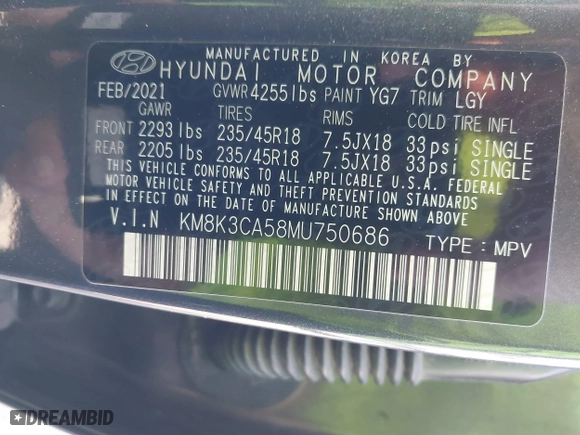 MANUFACTURED IN KOREA BY
HYUNDAI MOTOR COMPANY
FEB/2021 GVWR 4255lbs PAINT YG7 TRIM LGY
GAWR TIRES RIMS COLD TIRE INFL
FRONT 2293 lbs 235/45R18 7.5JX18 33psi SINGLE
REAR 2205 lbs 235/45R18 7.5JX18 33psi SINGLE
THIS VEHICLE CONFORMS TO ALL APPLICABLE U.S.A. FEDERAL
MOTOR VEHICLE SAFETY AND THEFT PREVENTION STANDARDS
IN EFFECT ON THE DATE OF MANUFACTURE SHOWN ABOVE.
V.I.N KM8K3CA58MU750686 TYPE: MPV
DREAMBID